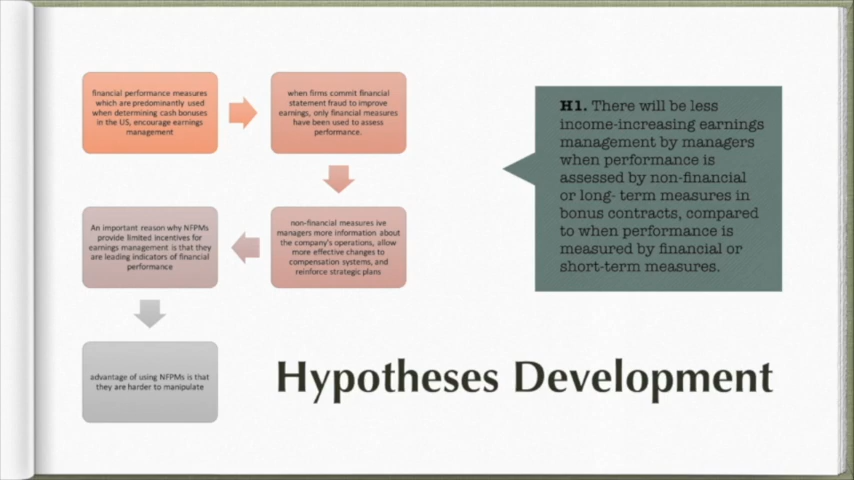 financial performance measures
which are predominantly used
when determining cash bonuses
in the US, encourage earnings
management
when firms commit financial
statement fraud to improve
earnings, only financial measures
have been used to assess
performance.
non-financial measures ive
managers more information about
the company's operations, allow
more effective changes to
compensation systems, and
reinforce strategic plans
An important reason why NFPMs
provide limited incentives for
earnings management is that they
are leading indicators of financial
performance
advantage of using NFPMs is that
they are harder to manipulate
H1. There will be less
income-increasing earnings
management by managers
when performance is
assessed by non-financial
or long- term measures in
bonus contracts, compared
to when performance is
measured by financial or
short-term measures.
Hypotheses Development